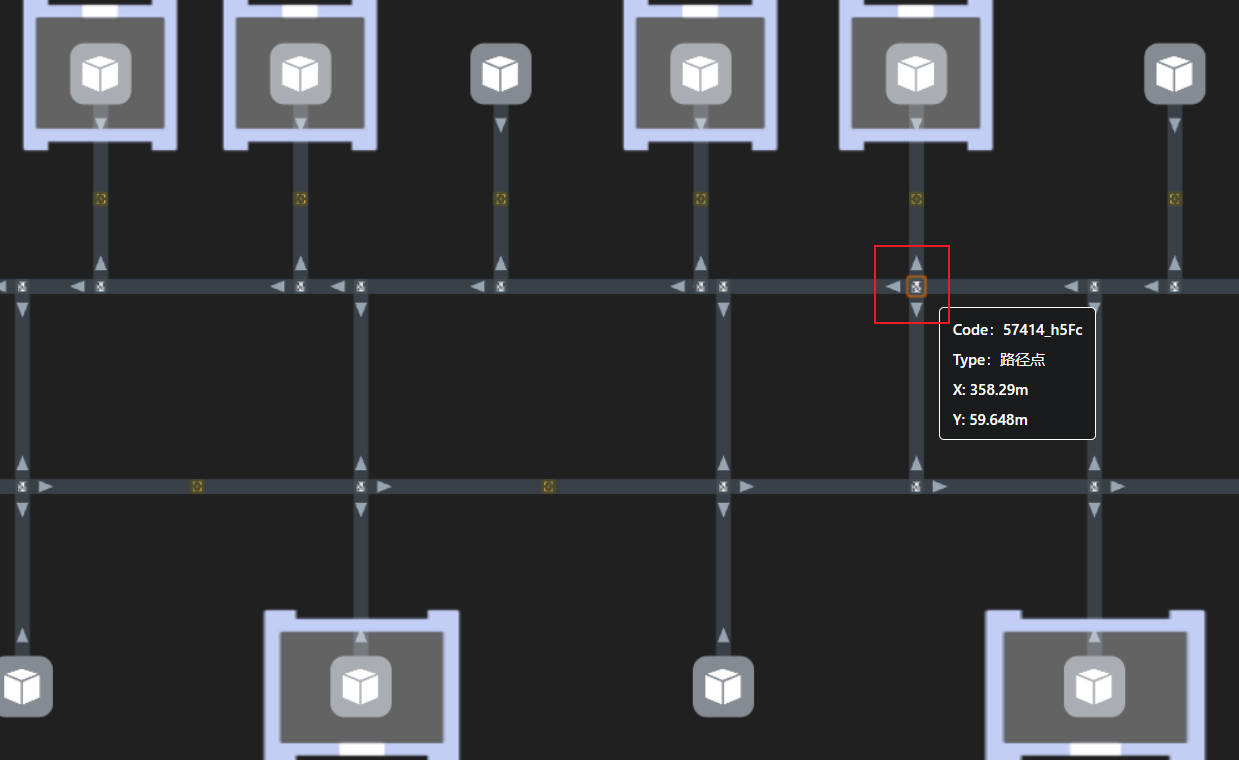 Code：57414_h5Fc
Type：路径点
X: 358.29m
Y: 59.648m